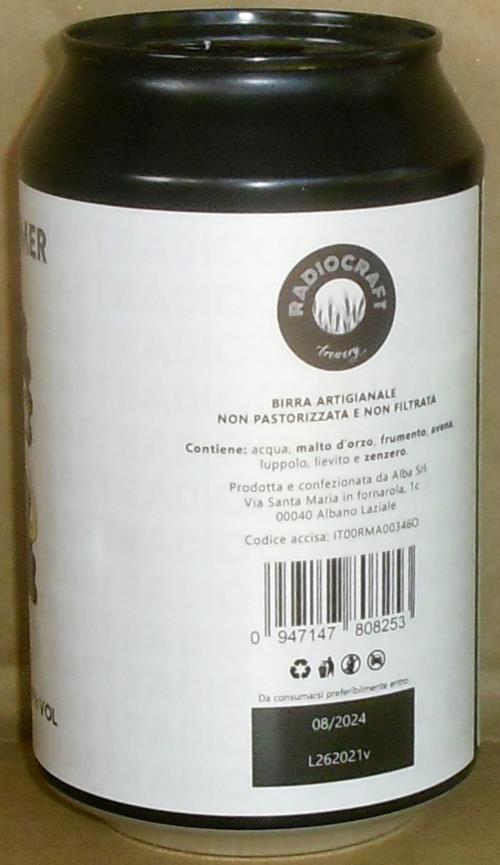 MER
RADIOCRAFT
brewery
BIRRA ARTIGIANALE
NON PASTORIZZATA E NON FILTRATA
Contiene: acqua, malto d'orzo, frumento, avena,
luppolo, lievito e zenzero.
Prodotta e confezionata da Alba Srl
Via Santa Maria in fornarola, 1c
00040 Albano Laziale
Codice accisa: IT00RMA00346O
0 947147 808253
Da consumarsi preferibilmente entro:
08/2024
L262021v
%VOL